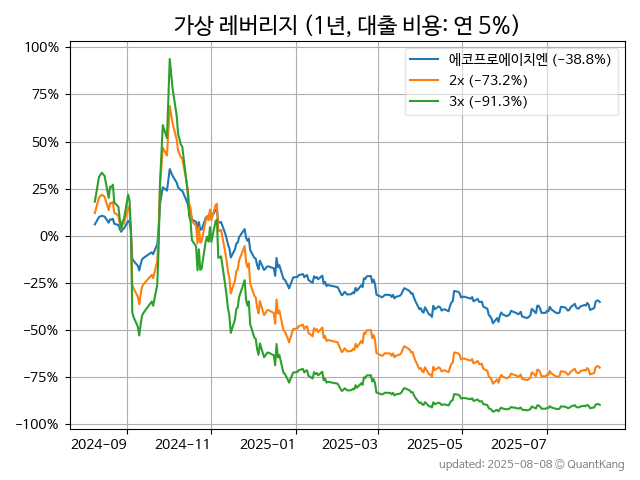 가상 레버리지 (1년, 대출 비용: 연 5%)
에코프로에이치엔 (−38.8%)
2x (−73.2%)
3x (−91.3%)
100%
75%
50%
25%
0%
−25%
−50%
−75%
−100%
2024-09 2024-11 2025-01 2025-03 2025-05 2025-07
updated: 2025-08-08 © QuantKang